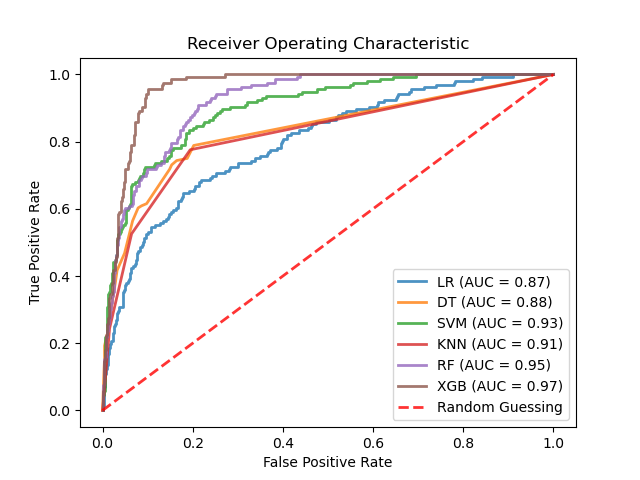 Receiver Operating Characteristic
True Positive Rate
1.0
0.8
0.6
0.4
0.2
0.0
LR (AUC = 0.87)
DT (AUC = 0.88)
SVM (AUC = 0.93)
KNN (AUC = 0.91)
RF (AUC = 0.95)
XGB (AUC = 0.97)
Random Guessing
0.0 0.2 0.4 0.6 0.8 1.0
False Positive Rate